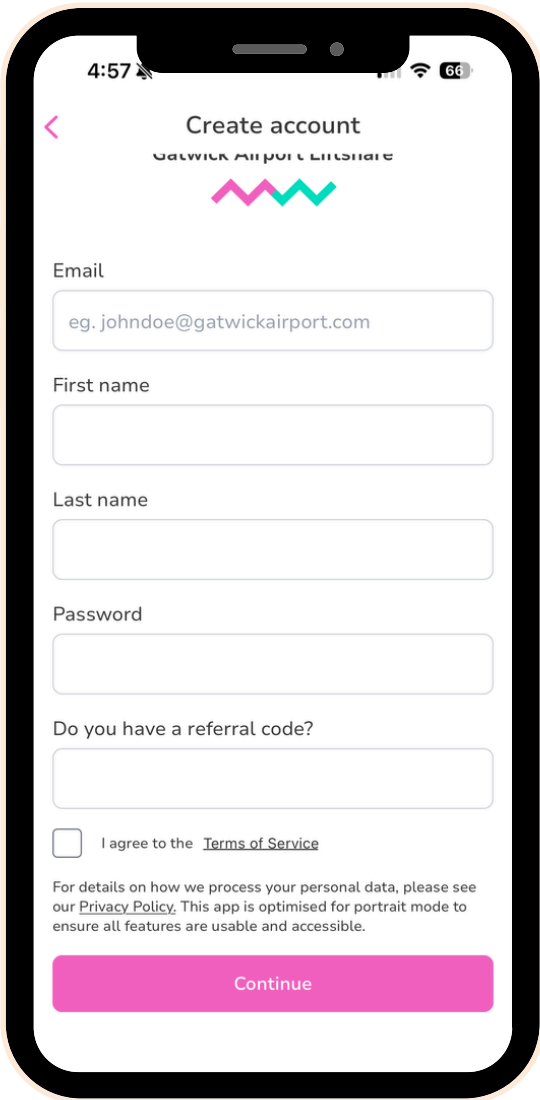 4:57
66
Create account
Gatwick Airport Liftshare
Email
eg. johndoe@gatwickairport.com
First name
Last name
Password
Do you have a referral code?
I agree to the Terms of Service
For details on how we process your personal data, please see
our Privacy Policy. This app is optimised for portrait mode to
ensure all features are usable and accessible.
Continue